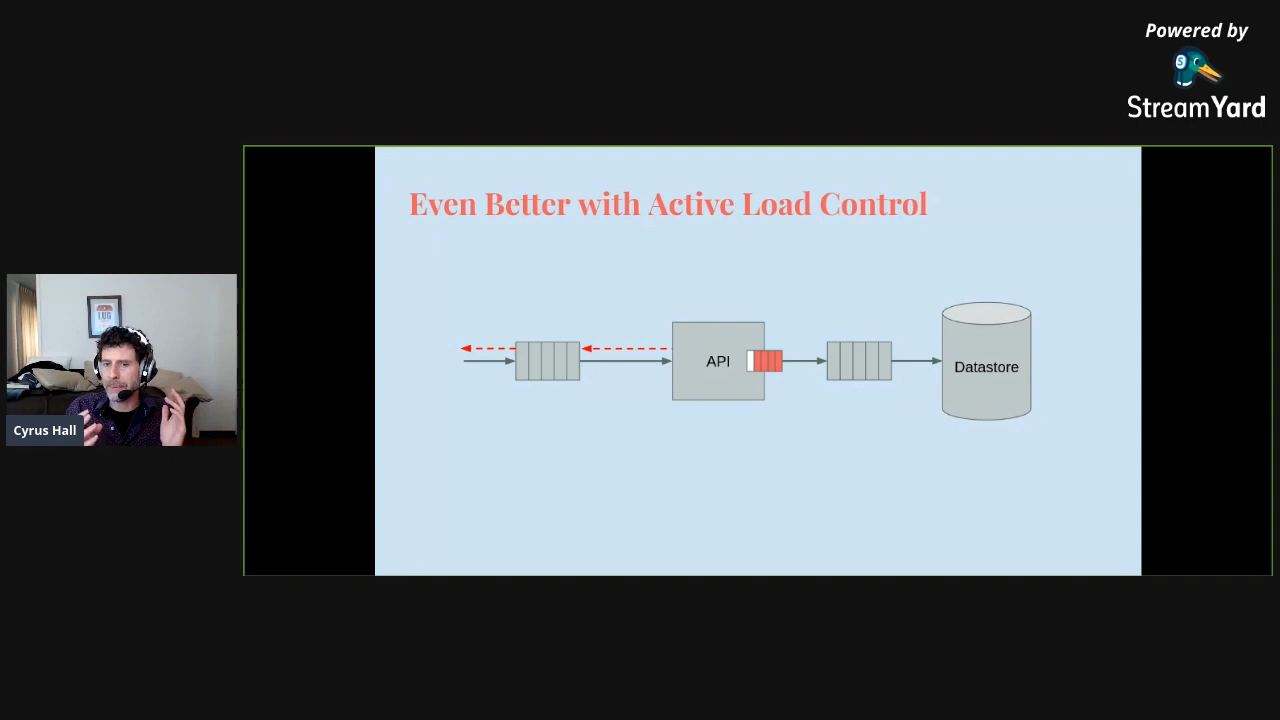 Powered by
StreamYard
Even Better with Active Load Control
API
Datastore
Cyrus Hall